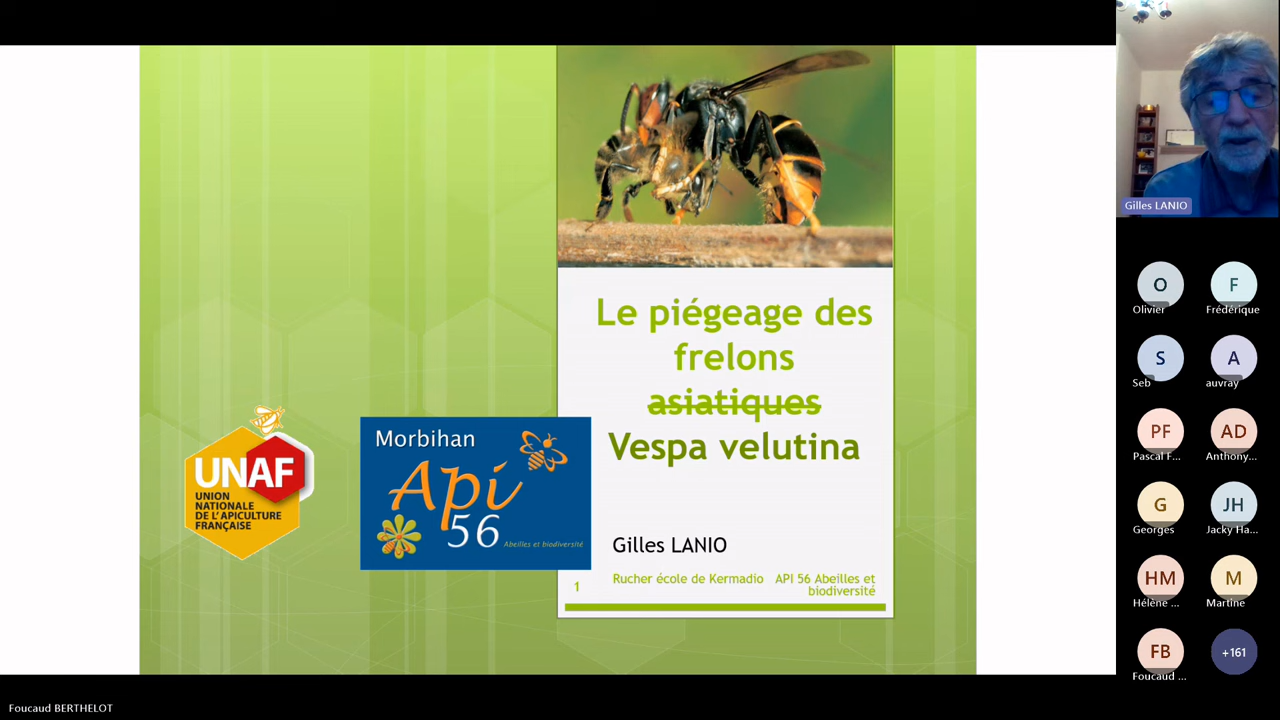 Le piégeage des
frelons
asiatiques
Vespa velutina
UNAF
UNION
NATIONALE
DE L'APICULTURE
FRANÇAISE
Morbihan
Api
56
Abeilles et biodiversité
Gilles LANIO
Rucher école de Kermadio API 56 Abeilles et
biodiversité
1
Gilles LANIO
O
Olivier
F
Frédérique
S
Seb
A
auvray
PF
Pascal F...
AD
Anthony...
G
Georges
JH
Jacky Ha...
HM
Hélène ...
M
Martine
FB
Foucaud ...
+161
Foucaud BERTHELOT